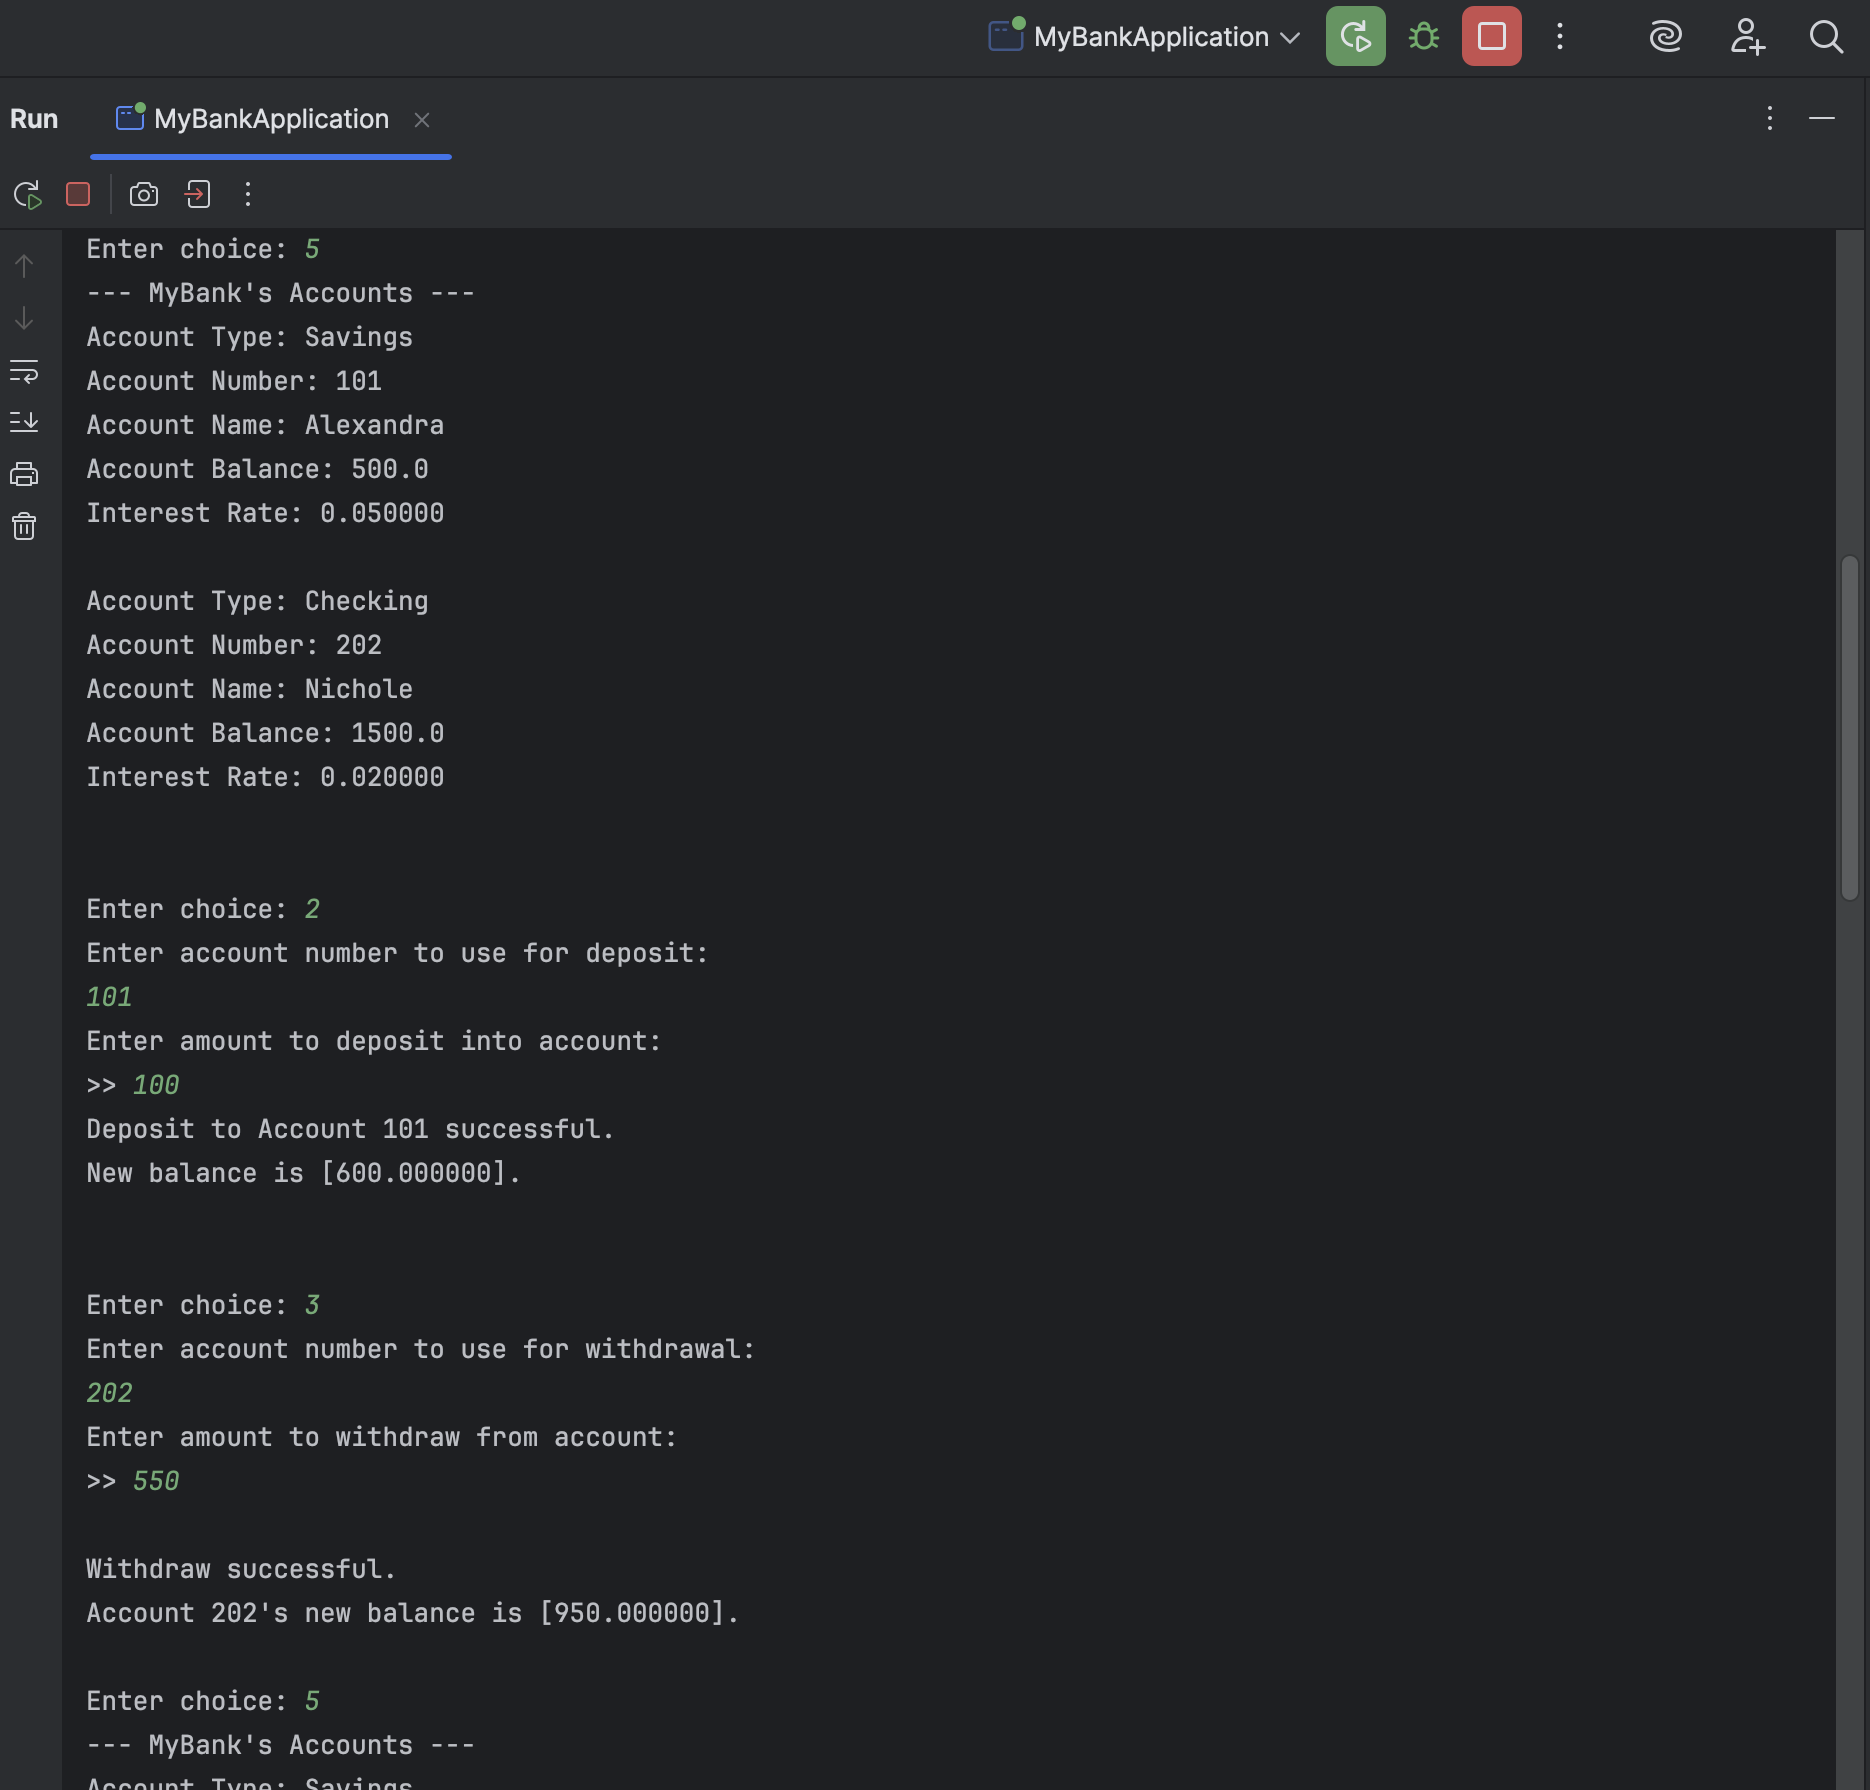 MyBankApplication
Run MyBankApplication
Enter choice: 5
--- MyBank's Accounts ---
Account Type: Savings
Account Number: 101
Account Name: Alexandra
Account Balance: 500.0
Interest Rate: 0.050000
Account Type: Checking
Account Number: 202
Account Name: Nichole
Account Balance: 1500.0
Interest Rate: 0.020000
Enter choice: 2
Enter account number to use for deposit:
101
Enter amount to deposit into account:
>> 100
Deposit to Account 101 successful.
New balance is [600.000000].
Enter choice: 3
Enter account number to use for withdrawal:
202
Enter amount to withdraw from account:
>> 550
Withdraw successful.
Account 202's new balance is [950.000000].
Enter choice: 5
--- MyBank's Accounts ---
Account Type: Savings